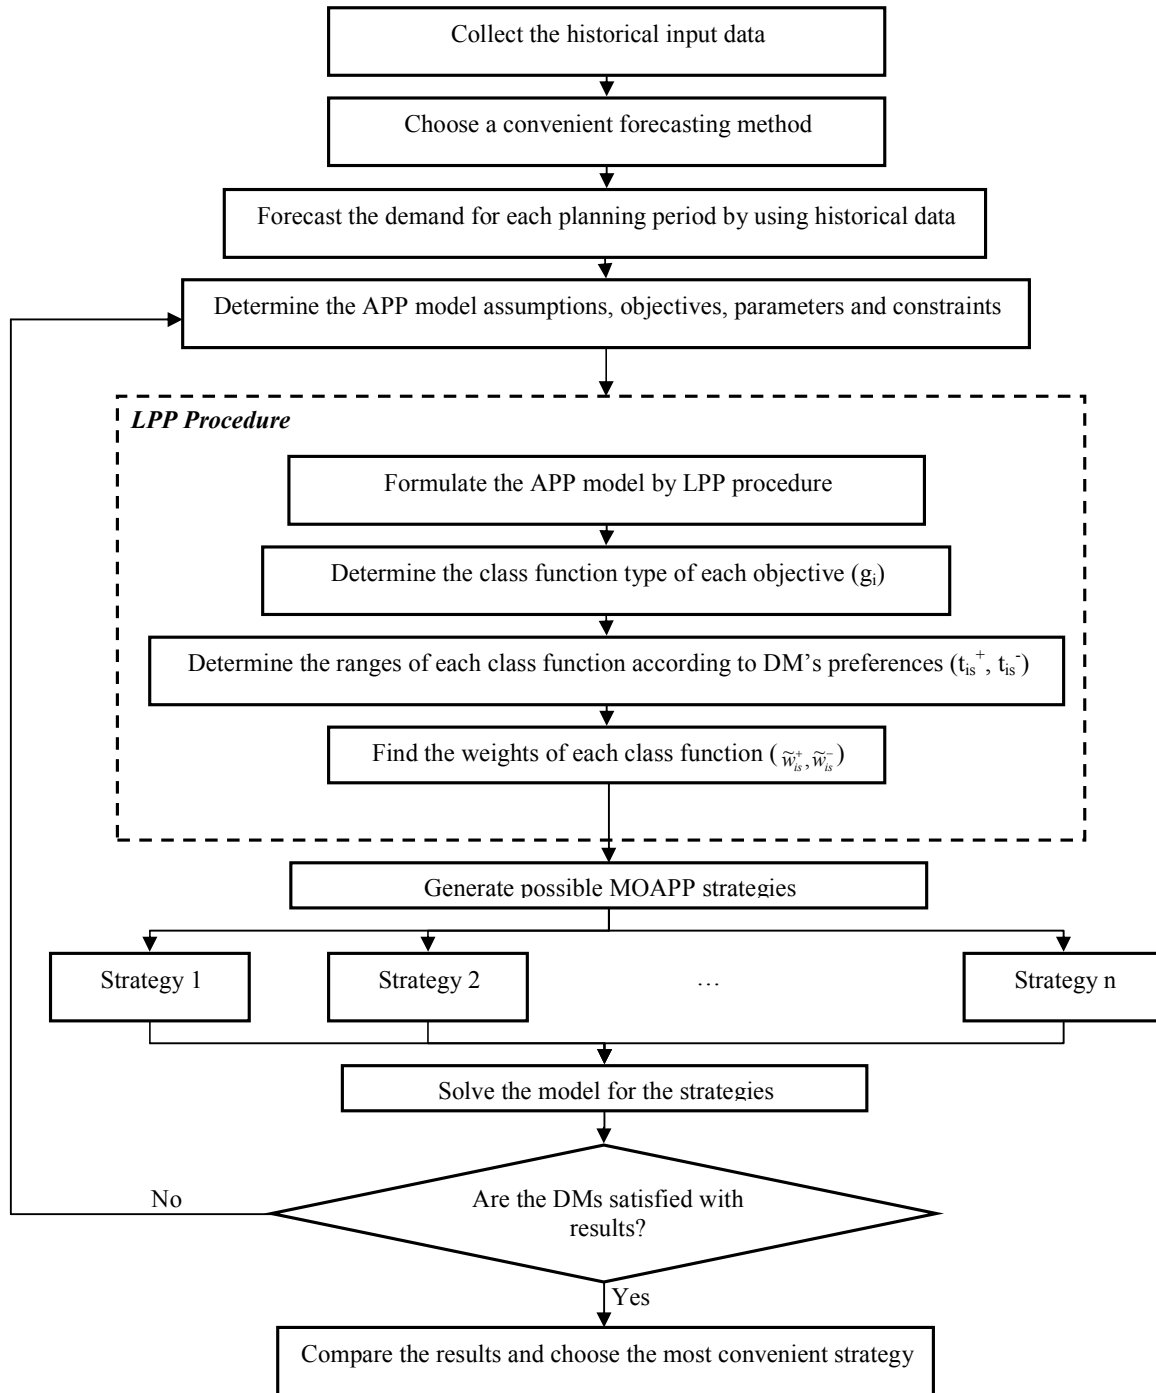 Collect the historical input data
Choose a convenient forecasting method
Forecast the demand for each planning period by using historical data
Determine the APP model assumptions, objectives, parameters and constraints
LPP Procedure
Formulate the APP model by LPP procedure
Determine the class function type of each objective (gᵢ)
Determine the ranges of each class function according to DM’s preferences (tᵢₛ⁺, tᵢₛ⁻)
Find the weights of each class function (w̃ᵢₛ⁺, w̃ᵢₛ⁻)
Generate possible MOAPP strategies
Strategy 1
Strategy 2
…
Strategy n
Solve the model for the strategies
Are the DMs satisfied with
results?
No
Yes
Compare the results and choose the most convenient strategy